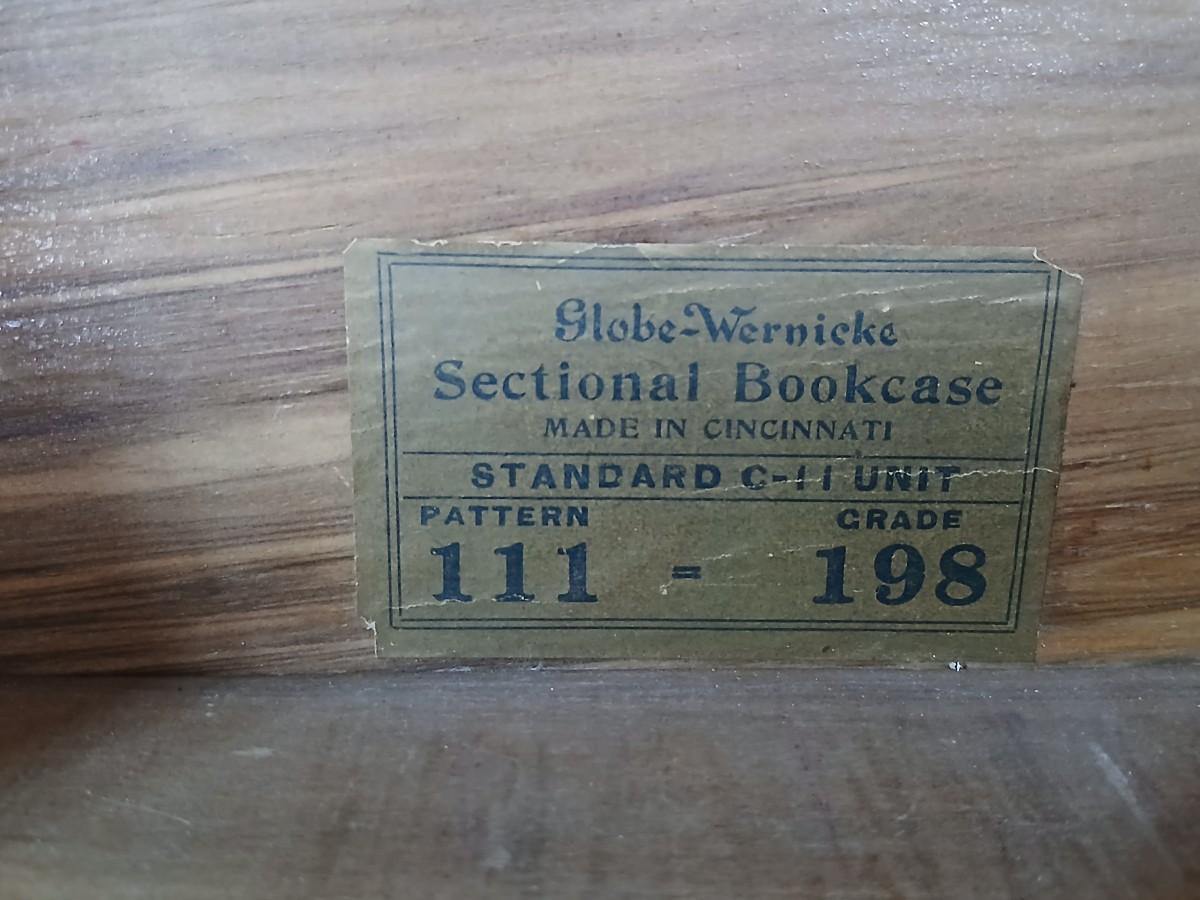 Globe-Wernicke
Sectional Bookcase
MADE IN CINCINNATI
STANDARD C-11 UNIT
PATTERN GRADE
111 = 198